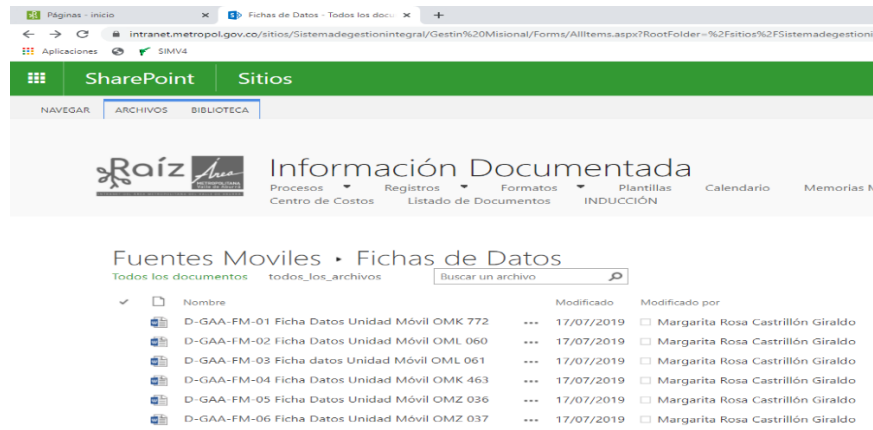 Páginas - inicio
Fichas de Datos - Todos los docu
intranet.metropol.gov.co/sitios/Sistemadegestionintegral/Gestin%20Misional/Forms/AllItems.aspx?RootFolder=%2Fsitios%2FSistemadegestioni
Aplicaciones SIMV4
SharePoint Sitios
NAVEGAR ARCHIVOS BIBLIOTECA
Raíz Área Información Documentada
Procesos Registros Formatos Plantillas Calendario Memorias M
Centro de Costos Listado de Documentos INDUCCIÓN
Fuentes Moviles ▸ Fichas de Datos
Todos los documentos todos_los_archivos Buscar un archivo
Nombre Modificado Modificado por
D-GAA-FM-01 Ficha Datos Unidad Móvil OMK 772 ••• 17/07/2019 Margarita Rosa Castrillón Giraldo
D-GAA-FM-02 Ficha Datos Unidad Móvil OML 060 ••• 17/07/2019 Margarita Rosa Castrillón Giraldo
D-GAA-FM-03 Ficha datos Unidad Móvil OML 061 ••• 17/07/2019 Margarita Rosa Castrillón Giraldo
D-GAA-FM-04 Ficha Datos Unidad Móvil OMK 463 ••• 17/07/2019 Margarita Rosa Castrillón Giraldo
D-GAA-FM-05 Ficha Datos Unidad Móvil OMZ 036 ••• 17/07/2019 Margarita Rosa Castrillón Giraldo
D-GAA-FM-06 Ficha Datos Unidad Móvil OMZ 037 ••• 17/07/2019 Margarita Rosa Castrillón Giraldo